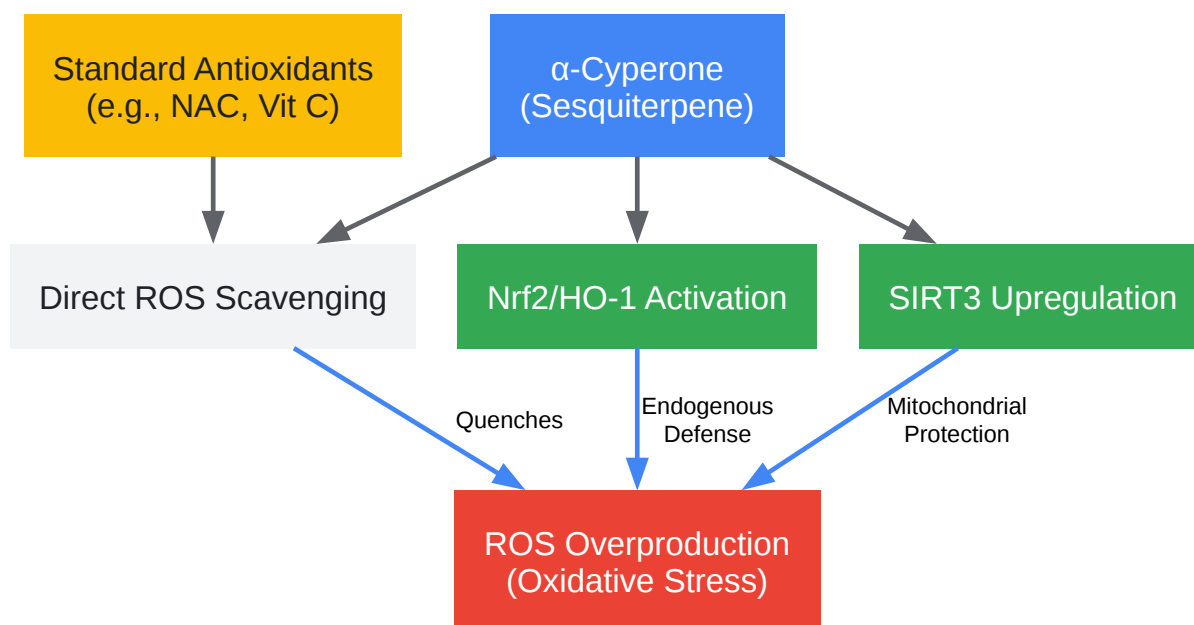 Standard Antioxidants
(e.g., NAC, Vit C)
α-Cyperone
(Sesquiterpene)
Direct ROS Scavenging
Nrf2/HO-1 Activation
SIRT3 Upregulation
Quenches
Endogenous
Defense
Mitochondrial
Protection
ROS Overproduction
(Oxidative Stress)